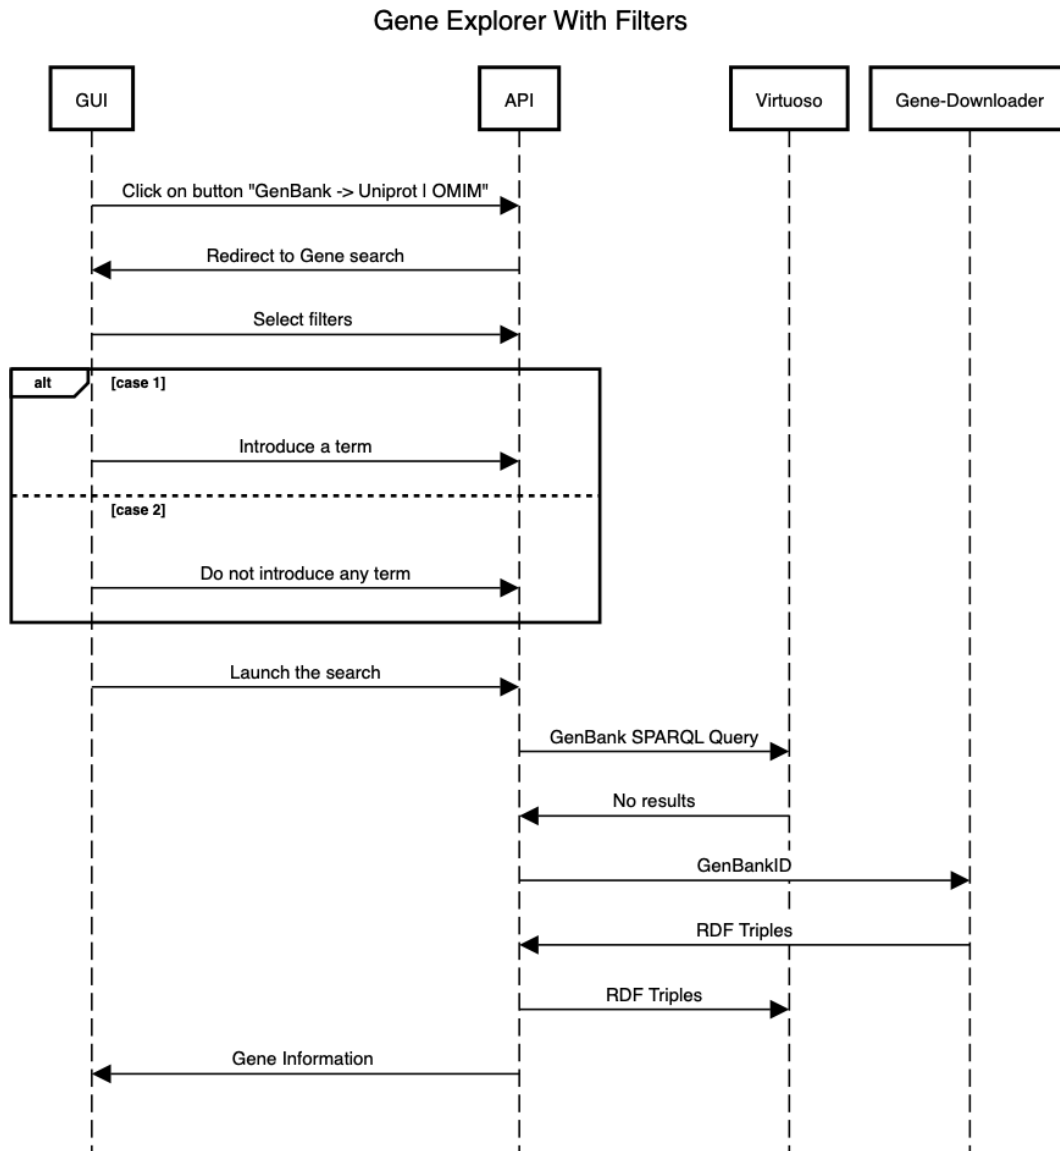 Gene Explorer With Filters
GUI
API
Virtuoso
Gene-Downloader
Click on button "GenBank -> Uniprot | OMIM"
Redirect to Gene search
Select filters
alt
[case 1]
Introduce a term
[case 2]
Do not introduce any term
Launch the search
GenBank SPARQL Query
No results
GenBankID
RDF Triples
RDF Triples
Gene Information